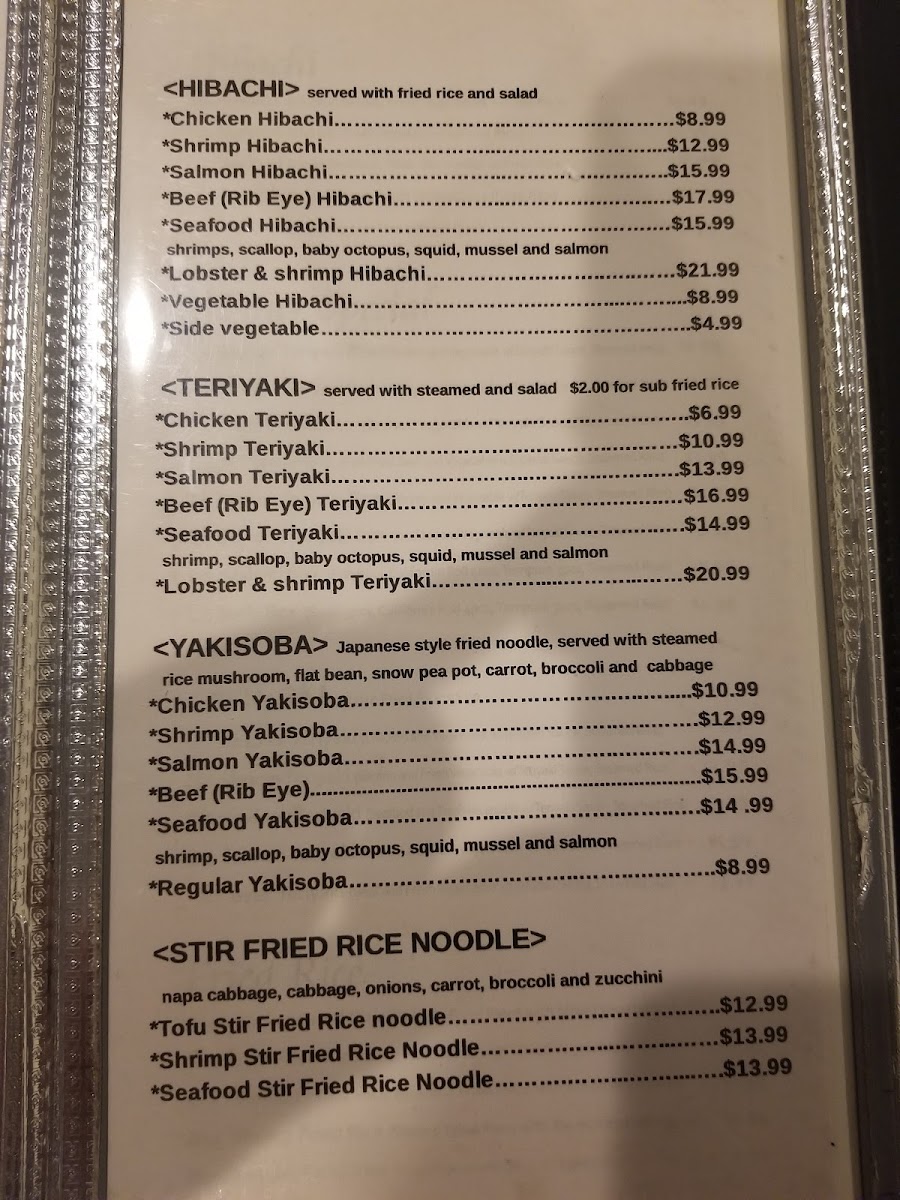 <HIBACHI> served with fried rice and salad
*Chicken Hibachi........................................................$8.99
*Shrimp Hibachi........................................................$12.99
*Salmon Hibachi........................................................$15.99
*Beef (Rib Eye) Hibachi..............................................$17.99
*Seafood Hibachi......................................................$15.99
shrimps, scallop, baby octopus, squid, mussel and salmon
*Lobster & shrimp Hibachi.........................................$21.99
*Vegetable Hibachi.....................................................$8.99
*Side vegetable..........................................................$4.99
<TERIYAKI> served with steamed and salad $2.00 for sub fried rice
*Chicken Teriyaki........................................................$6.99
*Shrimp Teriyaki........................................................$10.99
*Salmon Teriyaki........................................................$13.99
*Beef (Rib Eye) Teriyaki..............................................$16.99
*Seafood Teriyaki......................................................$14.99
shrimp, scallop, baby octopus, squid, mussel and salmon
*Lobster & shrimp Teriyaki.........................................$20.99
<YAKISOBA> Japanese style fried noodle, served with steamed
rice mushroom, flat bean, snow pea pot, carrot, broccoli and cabbage
*Chicken Yakisoba.......................................................$10.99
*Shrimp Yakisoba........................................................$12.99
*Salmon Yakisoba........................................................$14.99
*Beef (Rib Eye)............................................................$15.99
*Seafood Yakisoba.......................................................$14 .99
shrimp, scallop, baby octopus, squid, mussel and salmon
*Regular Yakisoba........................................................$8.99
<STIR FRIED RICE NOODLE>
napa cabbage, cabbage, onions, carrot, broccoli and zucchini
*Tofu Stir Fried Rice noodle..........................................$12.99
*Shrimp Stir Fried Rice Noodle.....................................$13.99
*Seafood Stir Fried Rice Noodle...................................$13.99